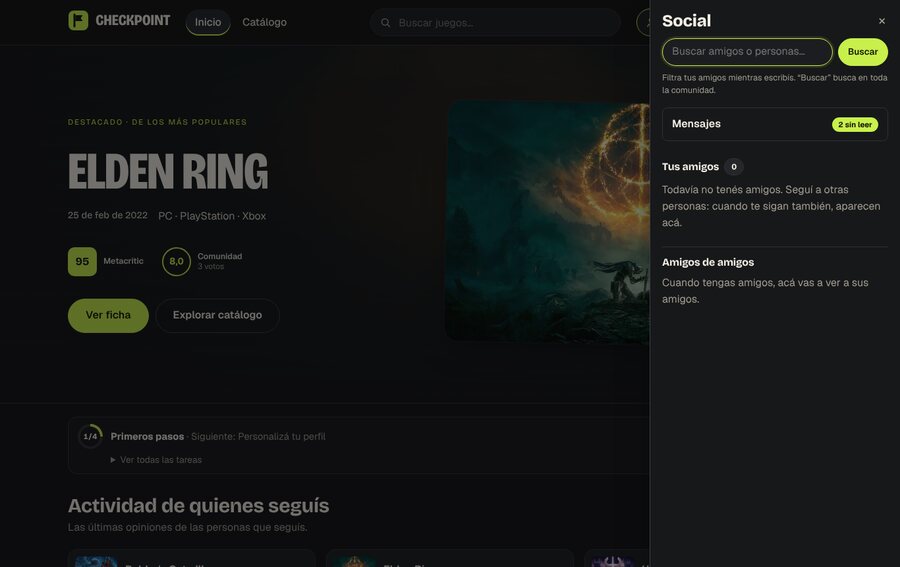 CHECKPOINT
Inicio
Catálogo
Buscar juegos...
DESTACADO · DE LOS MÁS POPULARES
ELDEN RING
25 de feb de 2022
PC · PlayStation · Xbox
95
Metacritic
8,0
Comunidad
3 votos
Ver ficha
Explorar catálogo
1/4
Primeros pasos · Siguiente: Personalizá tu perfil
Ver todas las tareas
Actividad de quienes seguís
Las últimas opiniones de las personas que seguís.
Social
Buscar amigos o personas...
Buscar
Filtra tus amigos mientras escribís. "Buscar" busca en toda
la comunidad.
Mensajes
2 sin leer
Tus amigos
0
Todavía no tenés amigos. Seguí a otras
personas: cuando te sigan también, aparecen
acá.
Amigos de amigos
Cuando tengas amigos, acá vas a ver a sus
amigos.